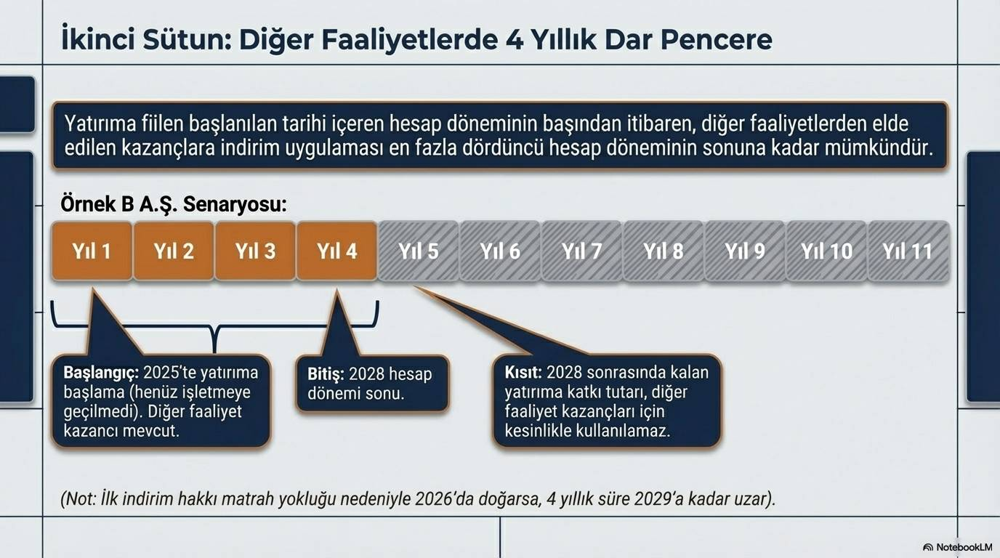 İkinci Sütun: Diğer Faaliyetlerde 4 Yıllık Dar Pencere
Yatırıma fiilen başlanılan tarihi içeren hesap döneminin başından itibaren, diğer faaliyetlerden elde
edilen kazançlara indirim uygulaması en fazla dördüncü hesap döneminin sonuna kadar mümkündür.
Örnek B A.Ş. Senaryosu:
Yıl 1 Yıl 2 Yıl 3 Yıl 4 Yıl 5 Yıl 6 Yıl 7 Yıl 8 Yıl 9 Yıl 10 Yıl 11
Başlangıç: 2025'te yatırıma
başlama (henüz işletmeye
geçilmedi). Diğer faaliyet
kazancı mevcut.
Bitiş: 2028 hesap
dönemi sonu.
Kısıt: 2028 sonrasında kalan
yatırıma katkı tutarı, diğer
faaliyet kazançları için
kesinlikle kullanılamaz.
(Not: İlk indirim hakkı matrah yokluğu nedeniyle 2026'da doğarsa, 4 yıllık süre 2029'a kadar uzar).
NotebookLM